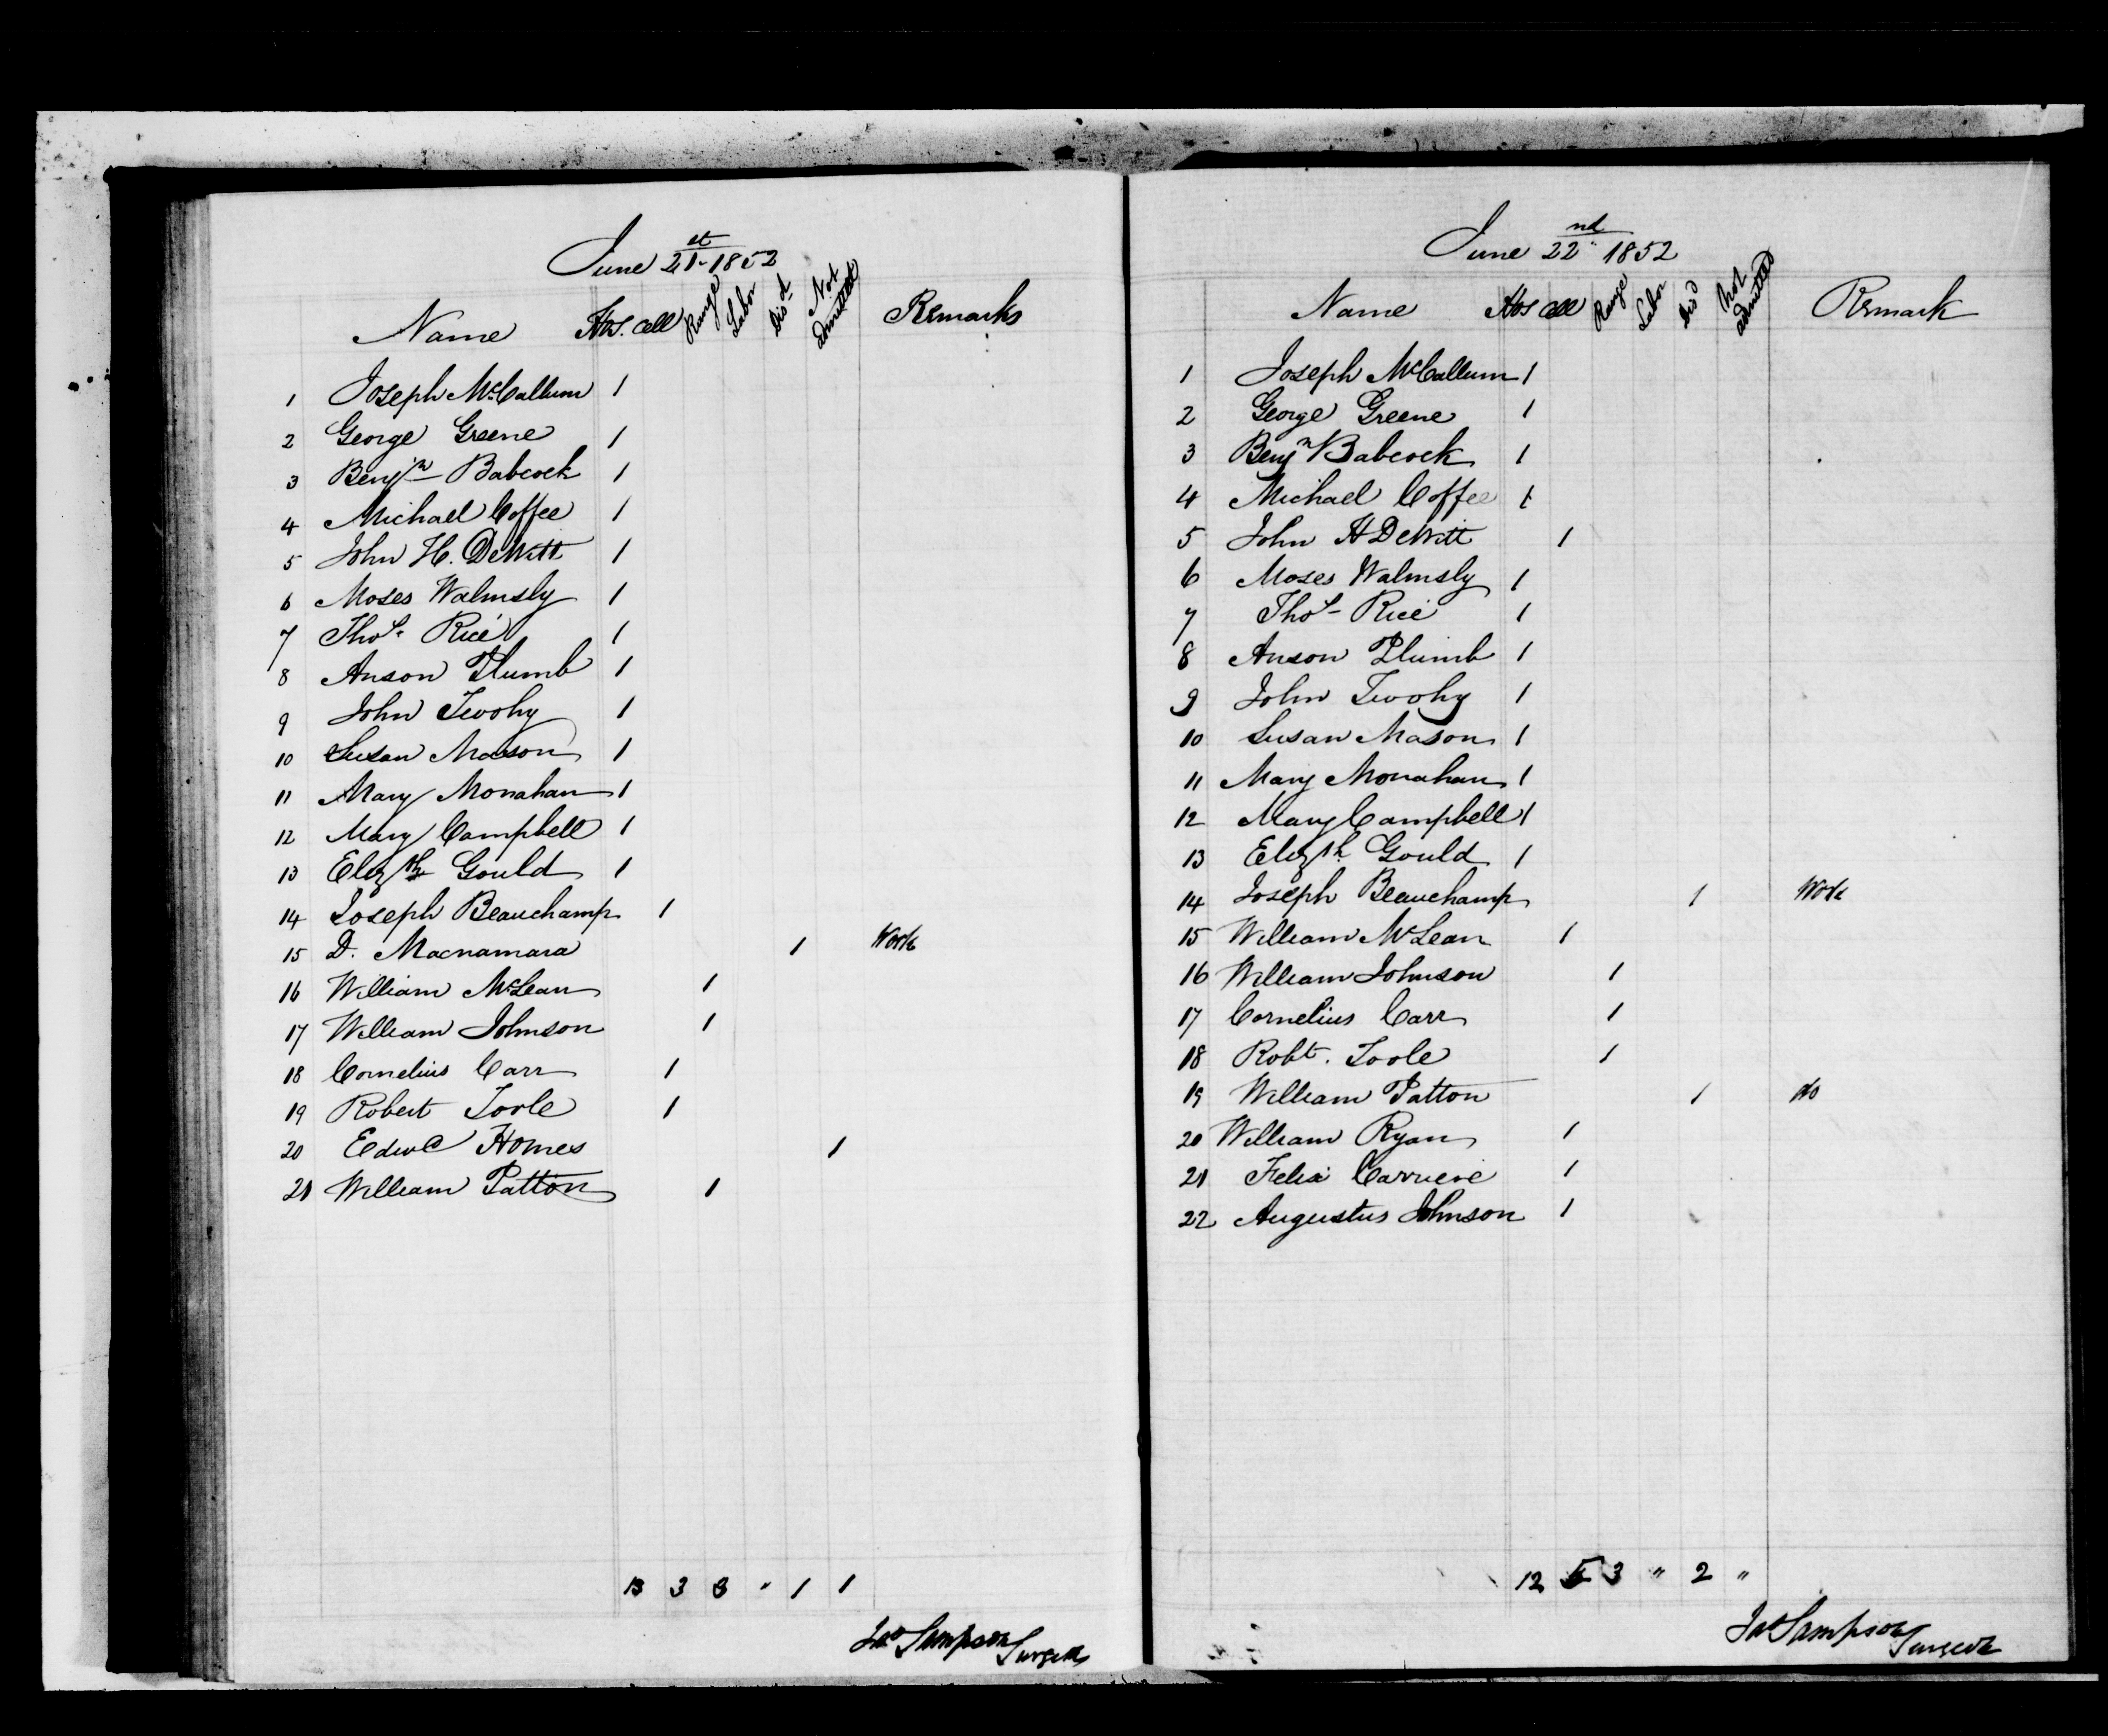 June 21st 1852
Name Hos. Cell Range Labor Disd Not admitted Remarks
1 Joseph McCallum 1
2 George Greene 1
3 Benjn Babcock 1
4 Michael Coffee 1
5 John H. DeWitt 1
6 Moses Walmsly 1
7 Thos Rice 1
8 Anson Plumb 1
9 John Twohy 1
10 Susan Mason 1
11 Mary Monahan 1
12 Mary Campbell 1
13 Elizth Gould 1
14 Joseph Beauchamp 1
15 D. Macnamara 1 Work
16 William McLean 1
17 William Johnson 1
18 Cornelius Carr 1
19 Robert Toole 1
20 Edwd Homes 1
21 William Patton 1
13 3 3 " 1 1
Jas Sampson Surgeon
June 22nd 1852
Name Hos Cell Range Labor Disd Not admitted Remark
1 Joseph McCallum 1
2 George Greene 1
3 Benjn Babcock 1
4 Michael Coffee 1
5 John H DeWitt 1
6 Moses Walmsly 1
7 Thos Rice 1
8 Anson Plumb 1
9 John Twohy 1
10 Susan Mason 1
11 Mary Monahan 1
12 Mary Campbell 1
13 Elizth Gould 1
14 Joseph Beauchamp 1 Work
15 William McLean 1
16 William Johnson 1
17 Cornelius Carr 1
18 Robt. Toole 1
19 William Patton 1 do
20 William Ryan 1
21 Felix Carriere 1
22 Augustus Johnson 1
12 5 3 " 2 "
Jas Sampson Surgeon